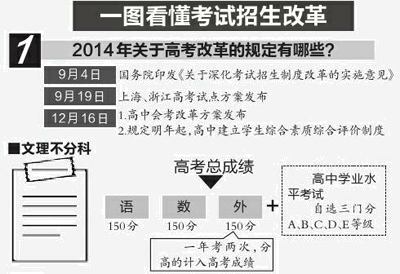 一图看懂考试招生改革
1
2014年关于高考改革的规定有哪些?
9月4日
国务院印发《关于深化考试招生制度改革的实施意见》
9月19日
上海、浙江高考试点方案发布
12月16日
1.高中会考改革方案发布
2.规定明年起,高中建立学生综合素质综合评价制度
■文理不分科
高考总成绩
语 数 外 +
150分 150分 150分
一年考两次,分
高的计入高考成绩
高中学业水
平考试
自选三门分
A、B、C、D、E等级